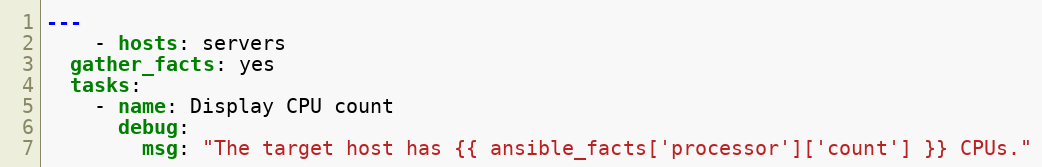 1 ---
2     - hosts: servers
3   gather_facts: yes
4   tasks:
5     - name: Display CPU count
6       debug:
7         msg: "The target host has {{ ansible_facts['processor']['count'] }} CPUs."